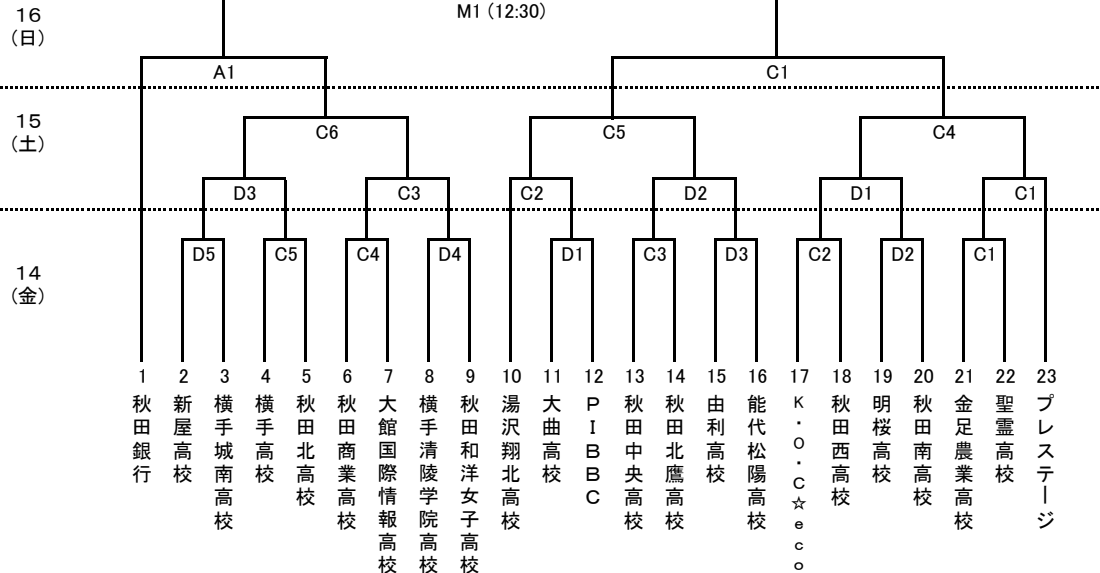 16
(日)
M1 (12:30)
A1
C1
15
(土)
C6
C5
C4
D3
C3
C2
D2
D1
C1
14
(金)
D5
C5
C4
D4
D1
C3
D3
C2
D2
C1
1
2
3
4
5
6
7
8
9
10
11
12
13
14
15
16
17
18
19
20
21
22
23
秋田銀行
新屋高校
横手城南高校
横手高校
秋田北高校
秋田商業高校
大館国際情報高校
横手清陵学院高校
秋田和洋女子高校
湯沢翔北高校
大曲高校
PIBBC
秋田中央高校
秋田北鷹高校
由利高校
能代松陽高校
K・O・C☆eco
秋田西高校
明桜高校
秋田南高校
金足農業高校
聖霊高校
プレステージ